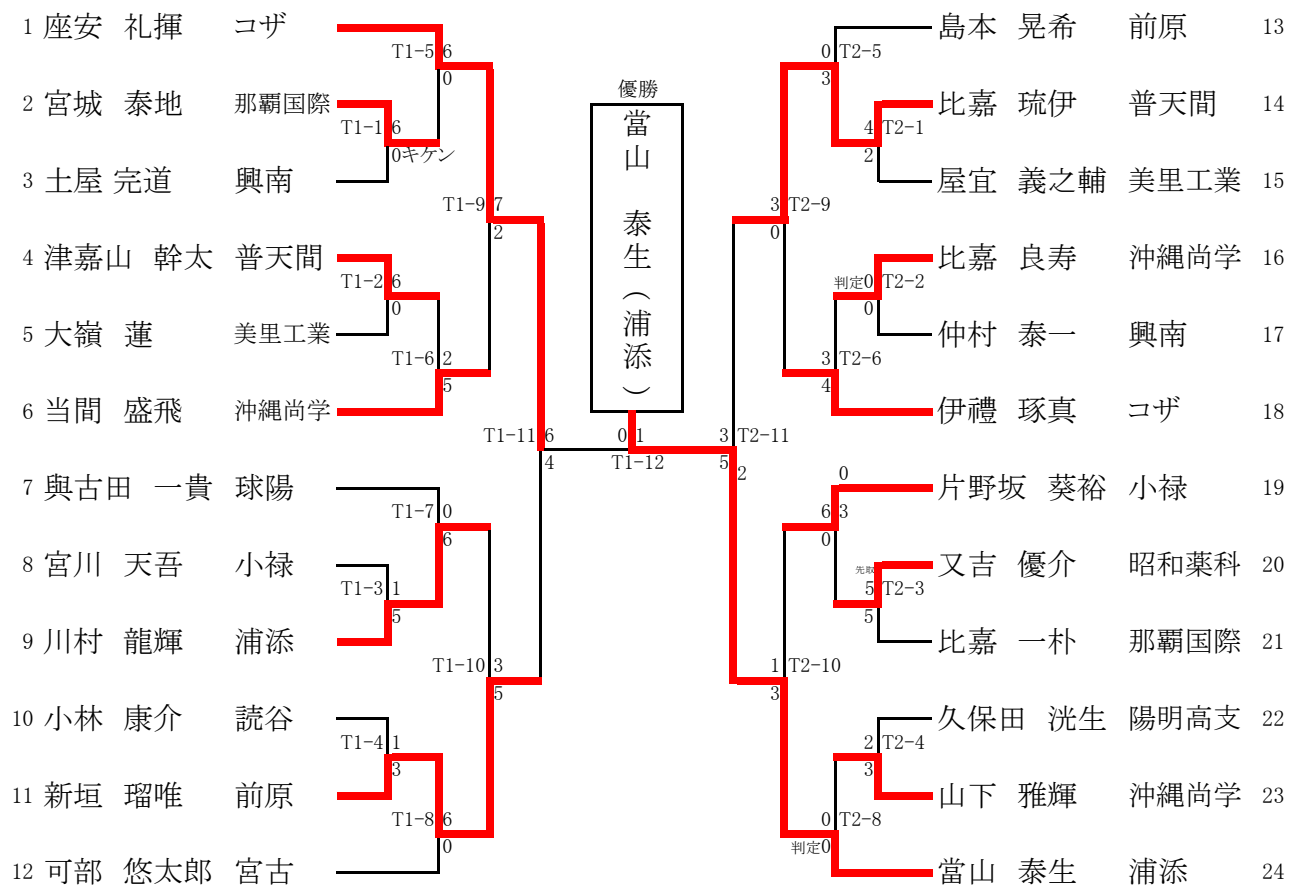 1 座安 礼揮 コザ
T1-5 6
0
2 宮城 泰地 那覇国際
T1-1 6
0キケン
3 土屋 完道 興南
T1-9 7
2
4 津嘉山 幹太 普天間
T1-2 6
0
5 大嶺 蓮 美里工業
T1-6 2
5
6 当間 盛飛 沖縄尚学
T1-11 6
4
7 與古田 一貴 球陽
T1-7 0
6
8 宮川 天吾 小禄
T1-3 1
5
9 川村 龍輝 浦添
T1-10 3
5
10 小林 康介 読谷
T1-4 1
3
11 新垣 瑠唯 前原
T1-8 6
0
12 可部 悠太郎 宮古
優勝
當山 泰生(浦添)
0 1
T1-12
島本 晃希 前原 13
0 T2-5
3
比嘉 琉伊 普天間 14
4 T2-1
2
屋宜 義之輔 美里工業 15
3 T2-9
0
比嘉 良寿 沖縄尚学 16
判定0 T2-2
0
仲村 泰一 興南 17
3 T2-6
4
伊禮 琢真 コザ 18
3 T2-11
5 2
0
片野坂 葵裕 小禄 19
6 3
0
又吉 優介 昭和薬科 20
先取
5 T2-3
5
比嘉 一朴 那覇国際 21
1 T2-10
3
久保田 洸生 陽明高支 22
2 T2-4
3
山下 雅輝 沖縄尚学 23
0 T2-8
判定0
當山 泰生 浦添 24